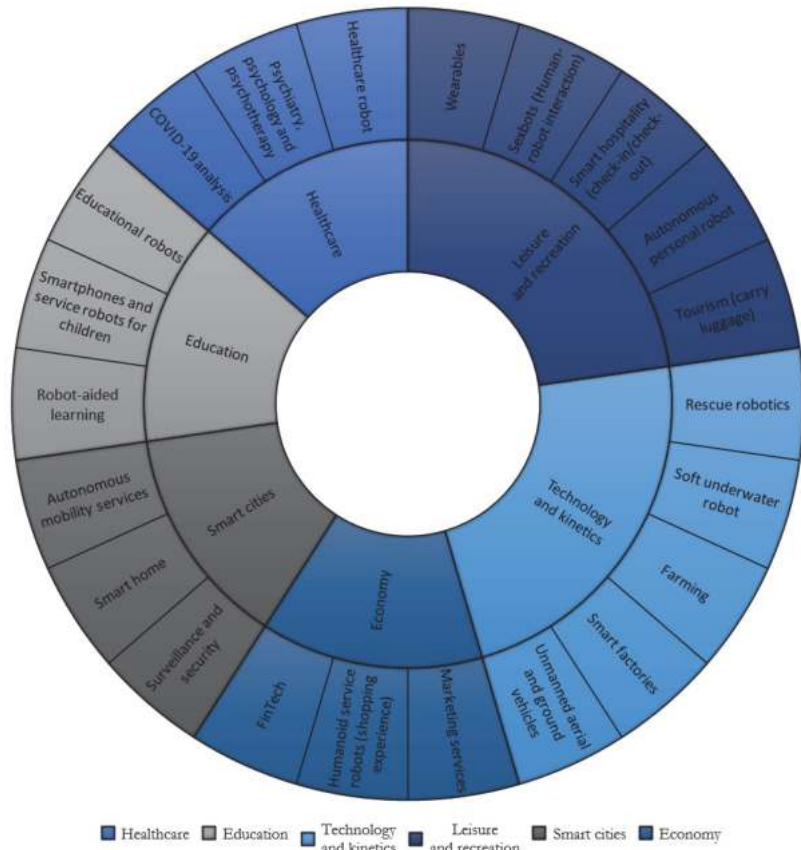 Healthcare robot
Psychiatry,
psychology and
psychotherapy
COVID-19 analysis
Healthcare
Wearables
Sexbots (Human-
robot interaction)
Smart hospitality
(check-in/check-
out)
Autonomous
personal robot
Tourism (carry
luggage)
Leisure
and recreation
Educational robots
Smartphones and
service robots for
children
Robot-aided
learning
Education
Rescue robotics
Soft underwater
robot
Farming
Smart factories
Unmanned aerial
and ground
vehicles
Technology
and kinetics
Autonomous
mobility services
Smart home
Surveillance and
security
Smart cities
Economy
FinTech
Humanoid service
robots (shopping
experience)
Marketing services
Healthcare
Education
Technology
and kinetics
Leisure
and recreation
Smart cities
Economy